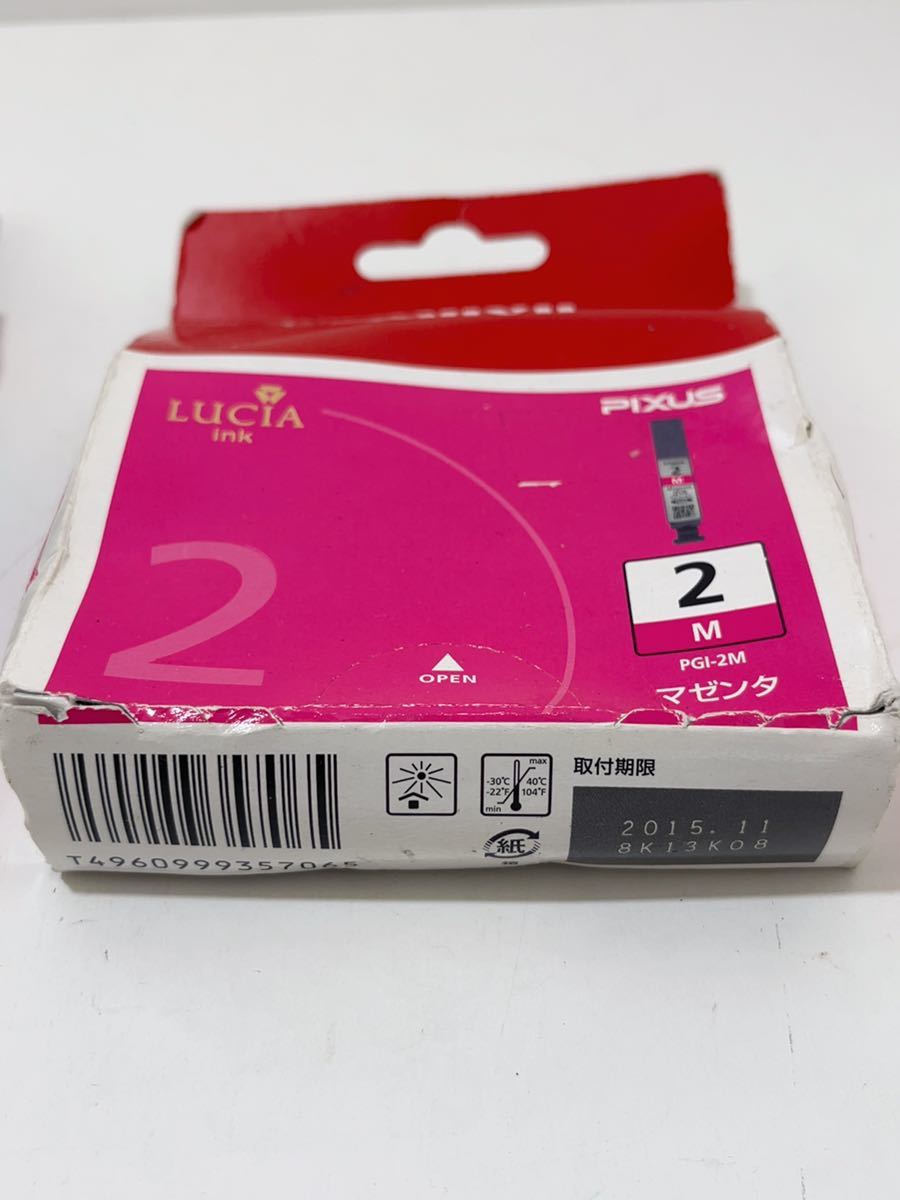 LUCIA
ink
PIXUS
2
2
M
2
M
PGI-2M
マゼンタ
OPEN
max
-30℃
40℃
-22°F
104°F
min
取付期限
2015.11
8K13K08
紙
T4960999357065